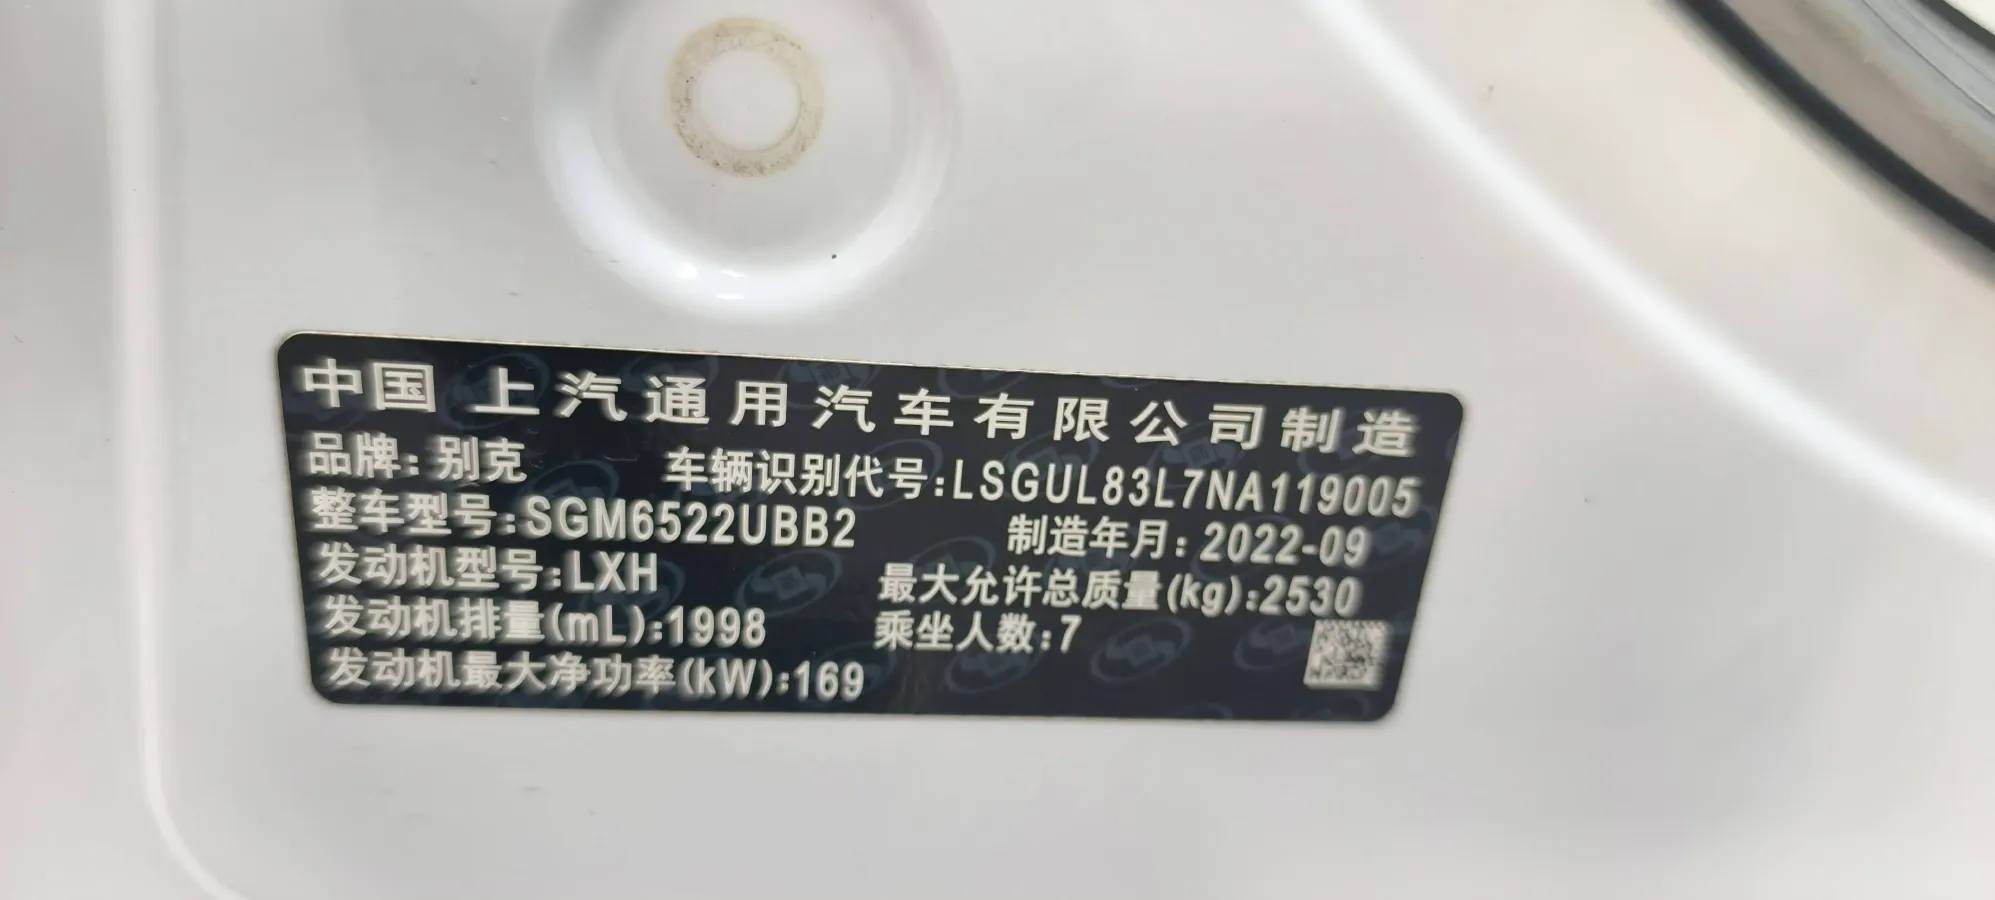 中国 上汽通用汽车有限公司制造
品牌:别克 车辆识别代号:LSGUL83L7NA119005
整车型号:SGM6522UBB2 制造年月:2022-09
发动机型号:LXH 最大允许总质量(kg):2530
发动机排量(mL):1998 乘坐人数:7
发动机最大净功率(kW):169